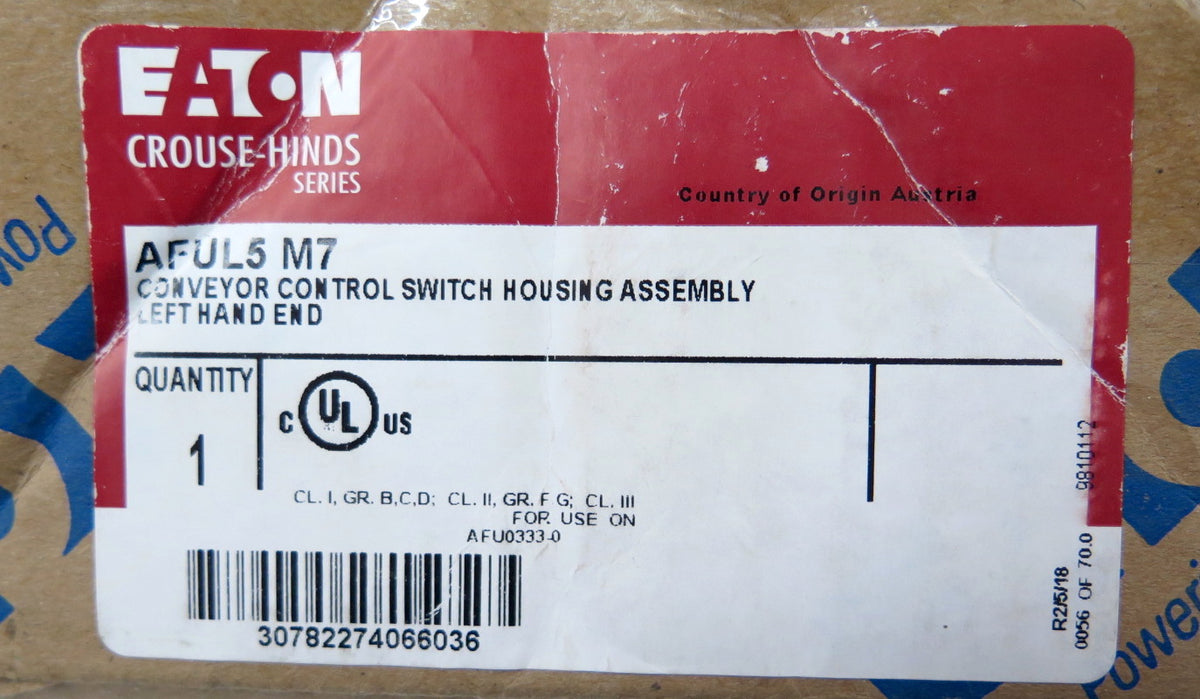 EATON
CROUSE-HINDS
SERIES
Country of Origin Austria
AFUL5 M7
CONVEYOR CONTROL SWITCH HOUSING ASSEMBLY
LEFT HAND END
QUANTITY
1
C UL US
CL. I, GR. B,C,D; CL. II, GR. F G; CL. III
FOR USE ON
AFU0333-0
30782274066036
9810112
R2/5/18
0056 OF 70.0
Pow
Poweri